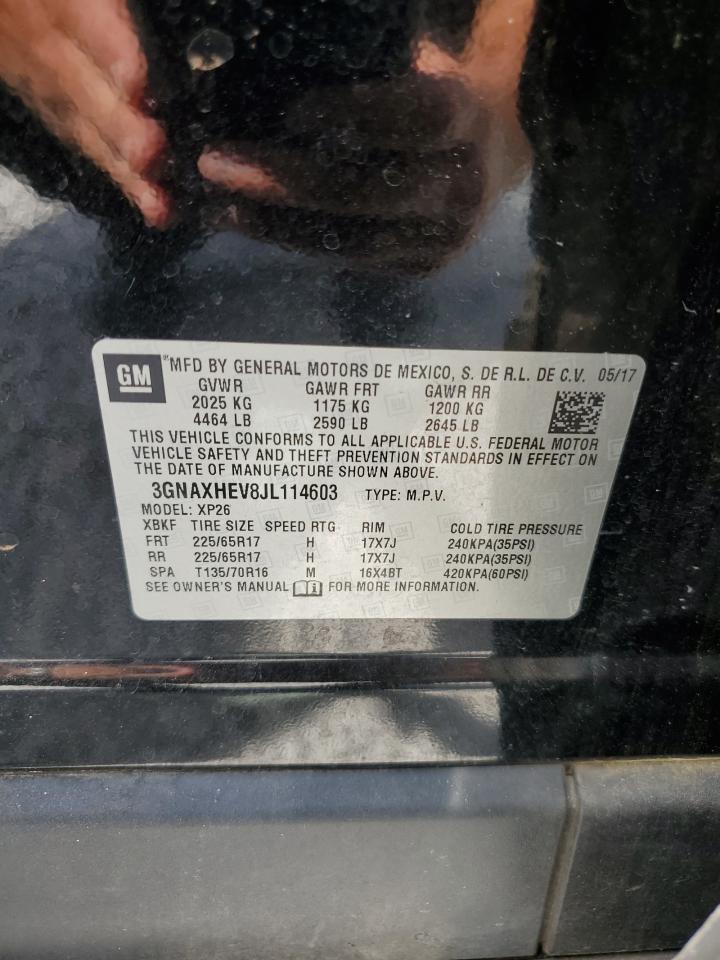 GM ®MFD BY GENERAL MOTORS DE MEXICO, S. DE R.L. DE C.V. 05/17
GVWR GAWR FRT GAWR RR
2025 KG 1175 KG 1200 KG
4464 LB 2590 LB 2645 LB
THIS VEHICLE CONFORMS TO ALL APPLICABLE U.S. FEDERAL MOTOR
VEHICLE SAFETY AND THEFT PREVENTION STANDARDS IN EFFECT ON
THE DATE OF MANUFACTURE SHOWN ABOVE.
3GNAXHEV8JL114603 TYPE: M.P.V.
MODEL: XP26
XBKF TIRE SIZE SPEED RTG RIM COLD TIRE PRESSURE
FRT 225/65R17 H 17X7J 240KPA(35PSI)
RR 225/65R17 H 17X7J 240KPA(35PSI)
SPA T135/70R16 M 16X4BT 420KPA(60PSI)
SEE OWNER'S MANUAL FOR MORE INFORMATION.